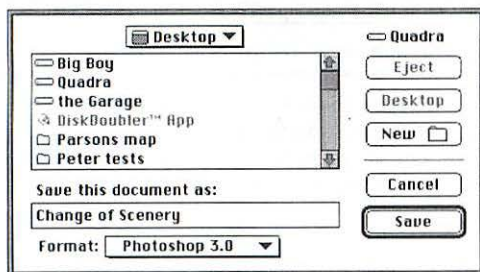 Desktop
Quadra
Big Boy
Quadra
the Garage
DiskDoubler™ App
Parsons map
Peter tests
Eject
Desktop
New
Save this document as:
Change of Scenery
Cancel
Save
Format: Photoshop 3.0